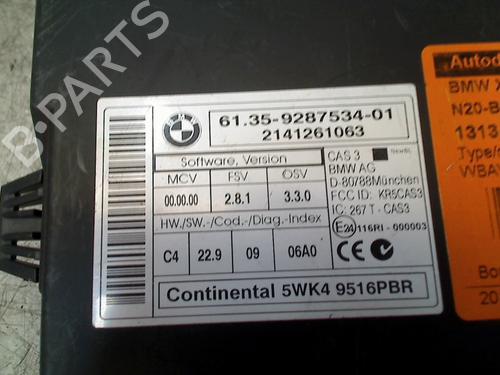 BMW
61.35-9287534-01
2141261063
Software, Version
MCV FSV OSV
00.00.00 2.8.1 3.3.0
HW./SW.-/Cod.-/Diag.-Index
C4 22.9 09 06A0
CAS 3
BMW AG
D-80788München
FCC ID: KR5CAS3
IC: 267 T - CAS3
E24 116RI - 000003
CE
Continental 5WK4 9516PBR
Autod
BMW X
N20-B
1313
Type/
WBA
Bo
20
B-PARTS